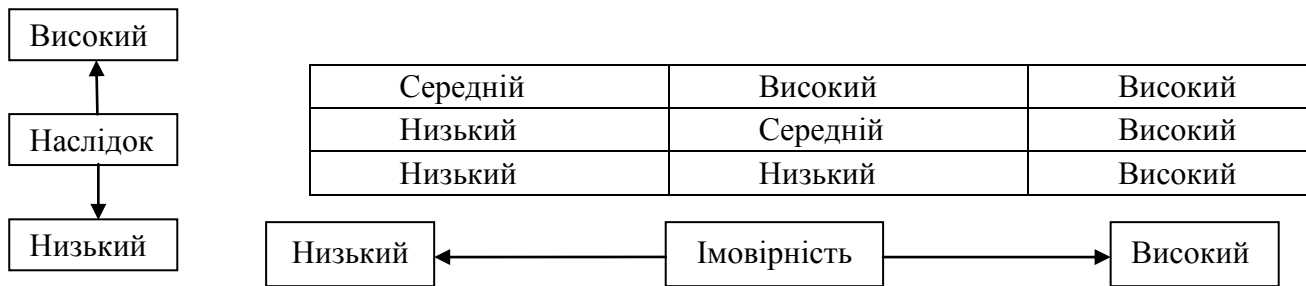 Високий
Середній Високий Високий
Наслідок Низький Середній Високий
Низький Низький Високий
Низький Низький Імовірність Високий